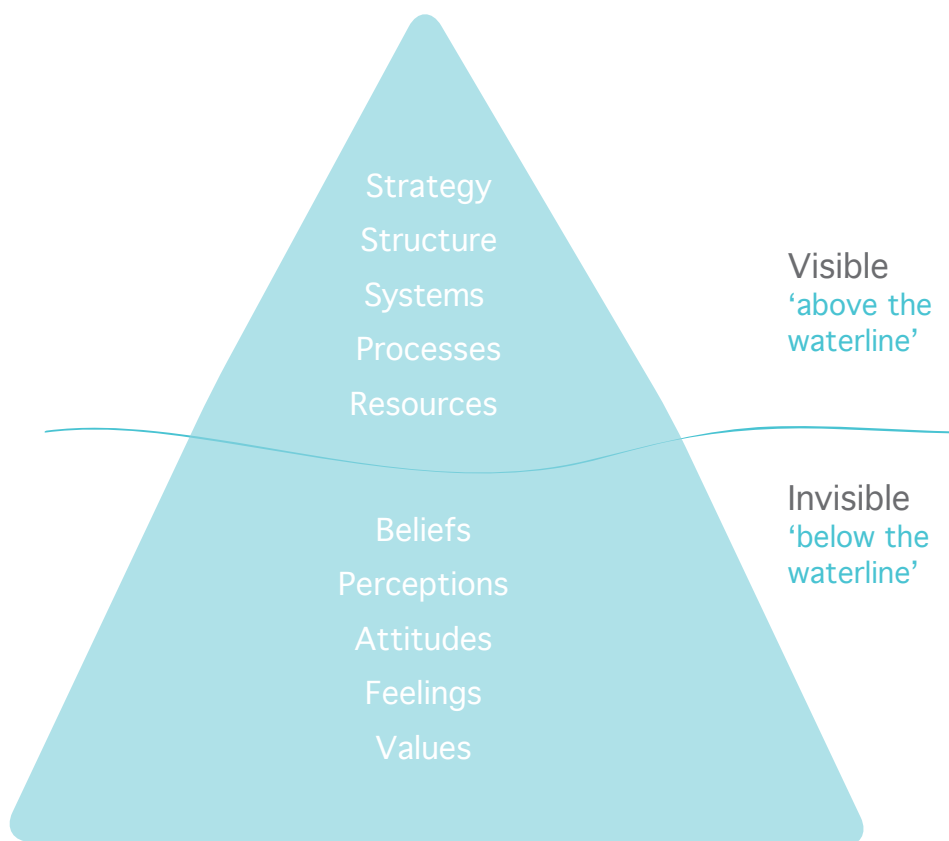 Strategy
Structure
Systems
Processes
Resources
Visible
‘above the
waterline’
Beliefs
Perceptions
Attitudes
Feelings
Values
Invisible
‘below the
waterline’